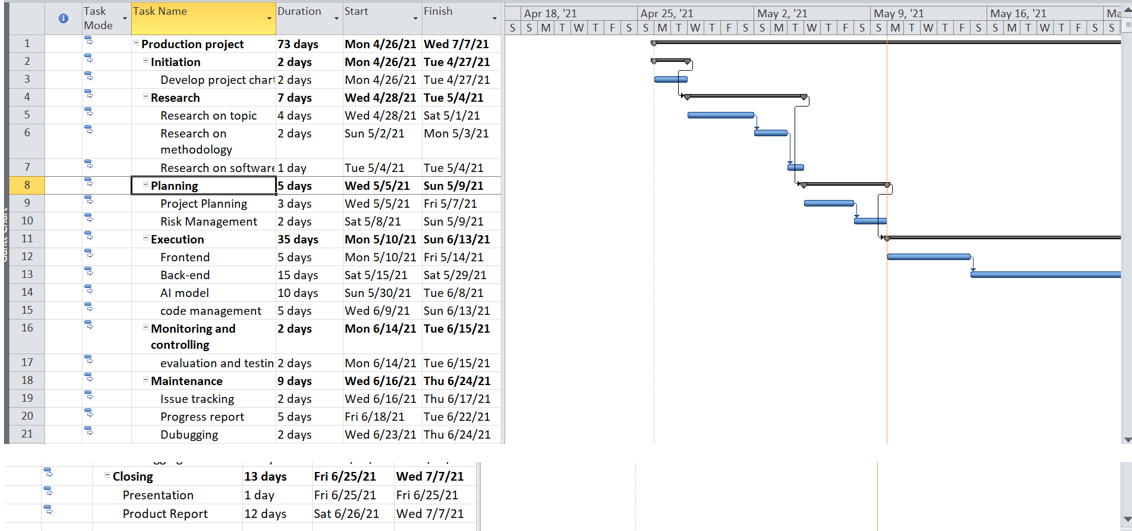 Task Mode Task Name Duration Start Finish
Apr 18, '21 Apr 25, '21 May 2, '21 May 9, '21 May 16, '21 Ma
S S M T W T F S S M T W T F S S M T W T F S S M T W T F S S M T W T F S S M
1 Production project 73 days Mon 4/26/21 Wed 7/7/21
2 Initiation 2 days Mon 4/26/21 Tue 4/27/21
3 Develop project chart 2 days Mon 4/26/21 Tue 4/27/21
4 Research 7 days Wed 4/28/21 Tue 5/4/21
5 Research on topic 4 days Wed 4/28/21 Sat 5/1/21
6 Research on 2 days Sun 5/2/21 Mon 5/3/21
methodology
7 Research on software 1 day Tue 5/4/21 Tue 5/4/21
8 Planning 5 days Wed 5/5/21 Sun 5/9/21
9 Project Planning 3 days Wed 5/5/21 Fri 5/7/21
10 Risk Management 2 days Sat 5/8/21 Sun 5/9/21
11 Execution 35 days Mon 5/10/21 Sun 6/13/21
12 Frontend 5 days Mon 5/10/21 Fri 5/14/21
13 Back-end 15 days Sat 5/15/21 Sat 5/29/21
14 AI model 10 days Sun 5/30/21 Tue 6/8/21
15 code management 5 days Wed 6/9/21 Sun 6/13/21
16 Monitoring and 2 days Mon 6/14/21 Tue 6/15/21
controlling
17 evaluation and testin 2 days Mon 6/14/21 Tue 6/15/21
18 Maintenance 9 days Wed 6/16/21 Thu 6/24/21
19 Issue tracking 2 days Wed 6/16/21 Thu 6/17/21
20 Progress report 5 days Fri 6/18/21 Tue 6/22/21
21 Dubugging 2 days Wed 6/23/21 Thu 6/24/21
Closing 13 days Fri 6/25/21 Wed 7/7/21
Presentation 1 day Fri 6/25/21 Fri 6/25/21
Product Report 12 days Sat 6/26/21 Wed 7/7/21